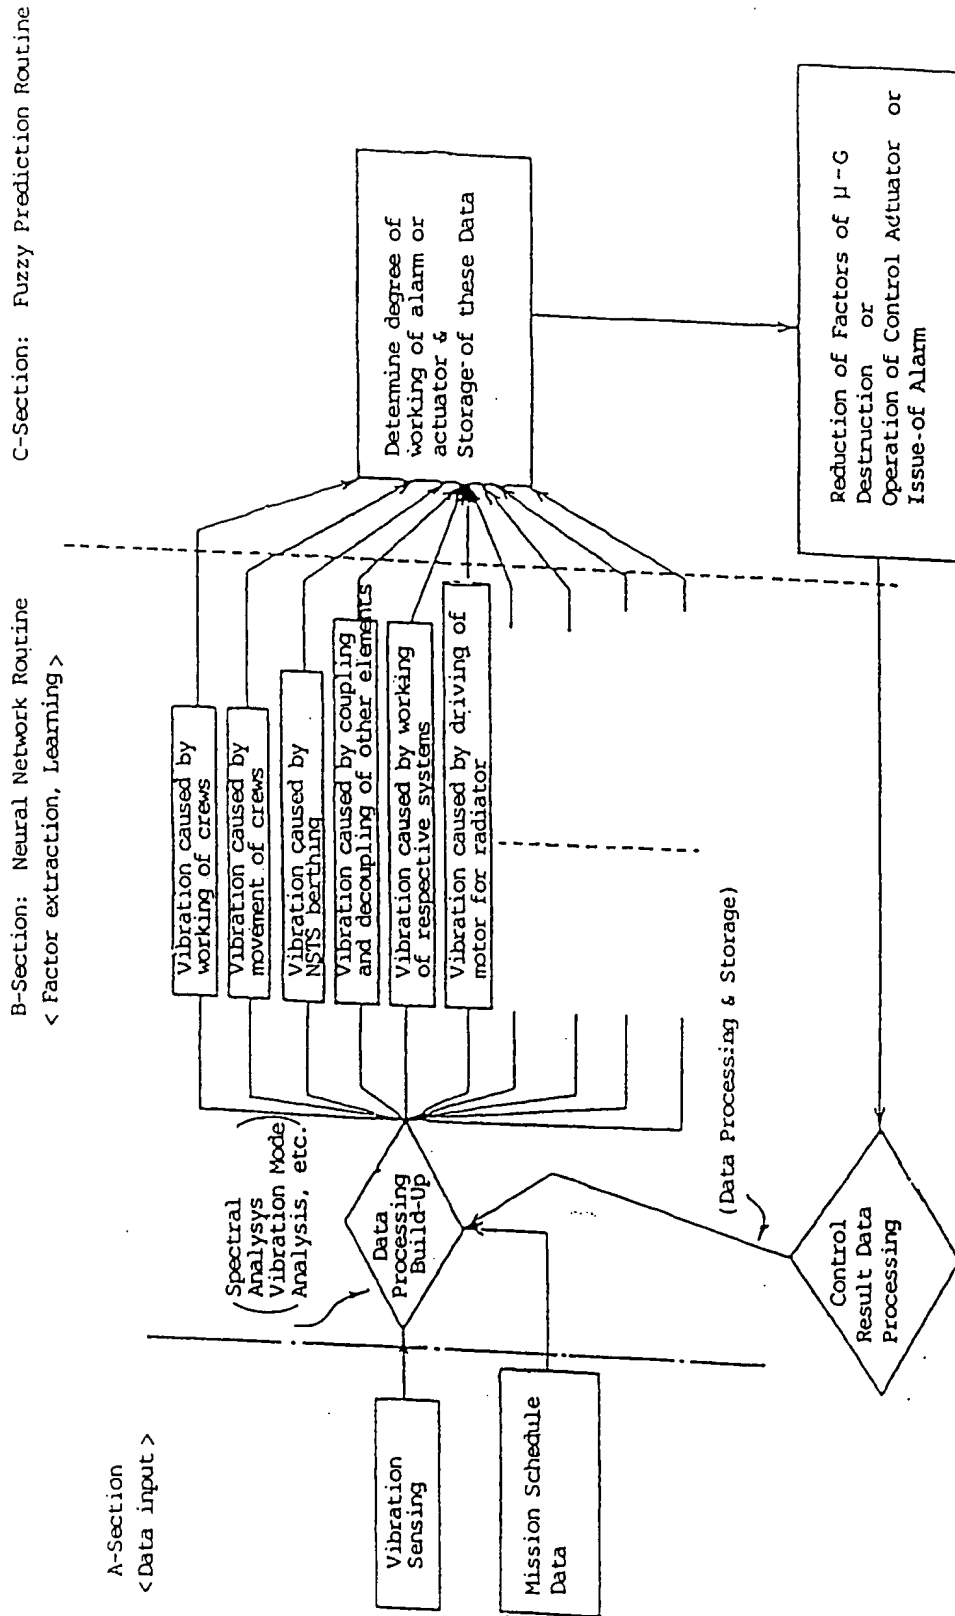 A-Section
<Data input>
B-Section: Neural Network Routine
< Factor extraction, Learning>
C-Section: Fuzzy Prediction Routine
Vibration
Sensing
Mission Schedule
Data
Spectral
Analysys
Vibration Mode
Analysis, etc.
Data
Processing
Build-Up
Vibration caused by
working of crews
Vibration caused by
movement of crews
Vibration caused by
NSTS berthing
Vibration caused by coupling
and decoupling of other elements
Vibration caused by working
of respective systems
Vibration caused by driving of
motor for radiator
Determine degree of
working of alarm or
actuator &
Storage-of these Data
Reduction of Factors of μ-G
Destruction or
Operation of Control Actuator or
Issue-of Alarm
(Data Processing & Storage)
Control
Result Data
Processing